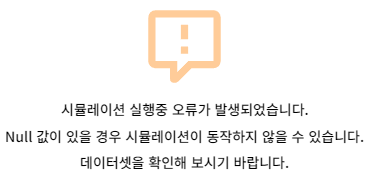 시뮬레이션 실행중 오류가 발생되었습니다.
Null 값이 있을 경우 시뮬레이션이 동작하지 않을 수 있습니다.
데이터셋을 확인해 보시기 바랍니다.